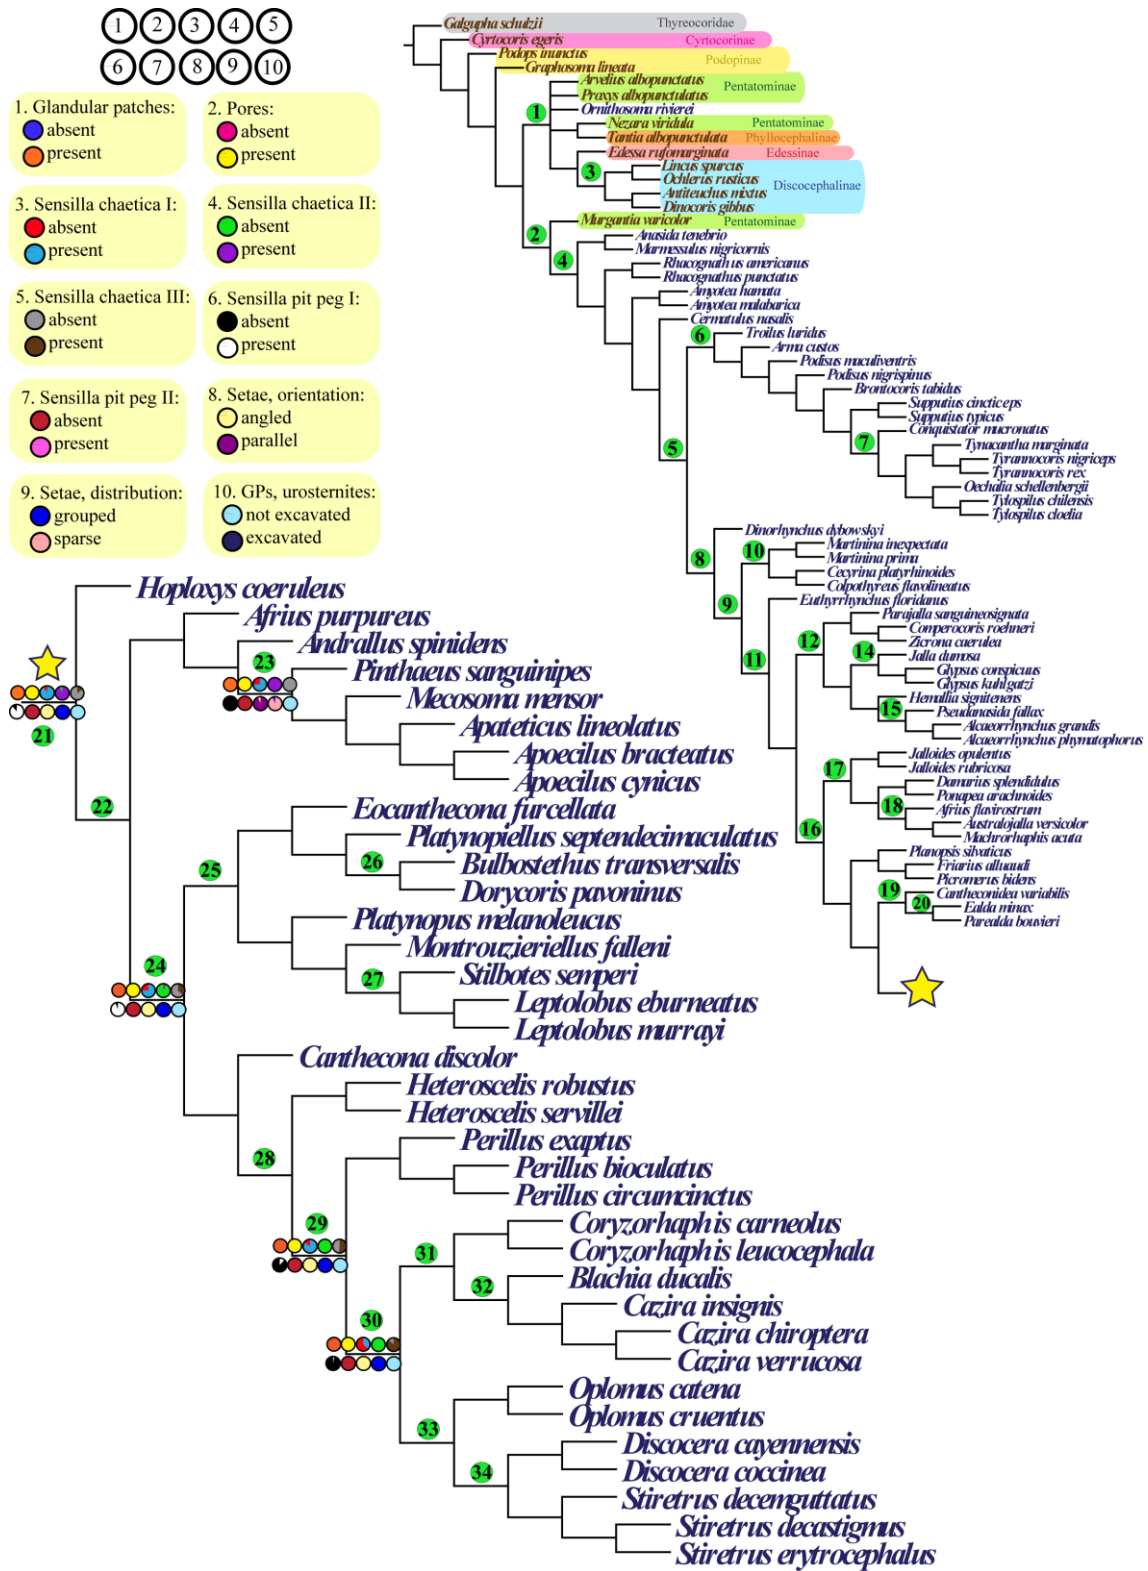 1 2 3 4 5
6 7 8 9 10
1. Glandular patches:
absent
present
2. Pores:
absent
present
3. Sensilla chaetica I:
absent
present
4. Sensilla chaetica II:
absent
present
5. Sensilla chaetica III:
absent
present
6. Sensilla pit peg I:
absent
present
7. Sensilla pit peg II:
absent
present
8. Setae, orientation:
angled
parallel
9. Setae, distribution:
grouped
sparse
10. GPs, urosternites:
not excavated
excavated
Galgupha schulzii Thyreocoridae
Cyrtocoris egeris Cyrtocorinae
Podops inunctus
Podopinae
Graphosoma lineata
Arvelius albopunctatus
Pentatominae
Proxys albopunctulatus
1
Ornithosoma rivierei
Nezara viridula Pentatominae
Tantia albopunctulata Phyllocephalinae
Edessa rufomarginata Edessinae
3
Lincus spurcus
Ochlerus rusticus
Discocephalinae
Antiteuchus mixtus
Dinocoris gibbus
Murgantia varicolor Pentatominae
2
Anasida tenebrio
Marmessulus nigricornis
4
Rhacognathus americanus
Rhacognathus punctatus
Amyotea hamata
Amyotea malabarica
Cermatulus nasalis
6
Troilus luridus
Arma custos
Podisus maculiventris
Podisus nigrispinus
Brontocoris tabidus
Supputius cincticeps
Supputius typicus
Conquistator mucronatus
5
7
Tynacantha marginata
Tyrannocoris nigriceps
Tyrannocoris rex
Oechalia schellenbergii
Tylospilus chilensis
Tylospilus cloelia
Dinorhynchus dybowskyi
8
10
Martinina inexpectata
Martinina prima
Cecyrina platyrhinoides
Colpothyreus flavolineatus
9
Euthyrrhynchus floridanus
11
12
Parajalla sanguineosignata
Comperocoris roehneri
Zicrona caerulea
14
Jalla dumosa
Glypsus conspicuus
Glypsus kuhlgatzi
Hemallia signitenens
15
Pseudanasida fallax
Alcaeorrhynchus grandis
Alcaeorrhynchus phymatophorus
17
Jalloides opulentus
Jalloides rubricosa
Damarius splendidulus
Ponapea arachnoides
18
Afrius flavirostrum
16
Australojalla versicolor
Machrorhaphis acuta
Planopsis silvaticus
Friarius alluaudi
Picromerus bidens
19
Cantheconidea variabilis
20
Ealda minax
Parealda bouvieri
Hoploxys coeruleus
Afrius purpureus
Andrallus spinidens
23
Pinthaeus sanguinipes
Mecosoma mensor
21
Apateticus lineolatus
Apoecilus bracteatus
Apoecilus cynicus
22
Eocanthecona furcellata
Platynopiellus septendecimaculatus
25
26
Bulbostethus transversalis
Dorycoris pavoninus
Platynopus melanoleucus
Montrouzieriellus falleni
24
27
Stilbotes semperi
Leptolobus eburneatus
Leptolobus murrayi
Canthecona discolor
Heteroscelis robustus
Heteroscelis servillei
28
Perillus exaptus
Perillus bioculatus
Perillus circumcinctus
29
Coryzorhaphis carneolus
31
Coryzorhaphis leucocephala
32
Blachia ducalis
Cazira insignis
30
Cazira chiroptera
Cazira verrucosa
Oplomus catena
Oplomus cruentus
33
Discocera cayennensis
34
Discocera coccinea
Stiretrus decemguttatus
Stiretrus decastigmus
Stiretrus erytrocephalus